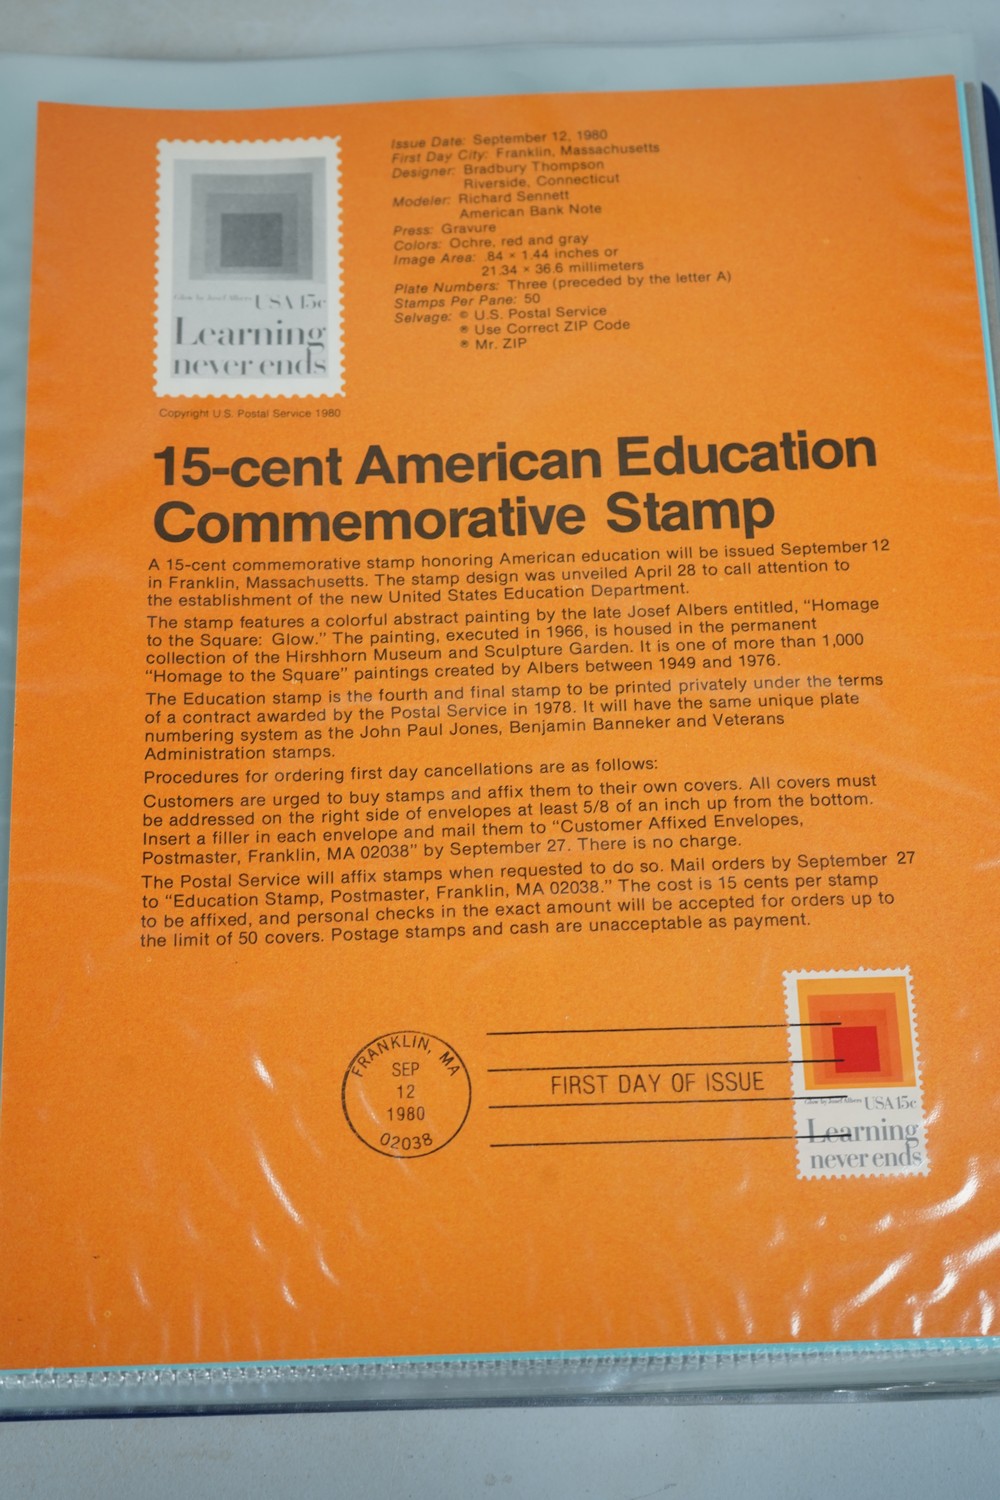 Glow by Josef Albers USA 15c
Learning
never ends
Copyright U.S. Postal Service 1980
Issue Date: September 12, 1980
First Day City: Franklin, Massachusetts
Designer: Bradbury Thompson
Riverside, Connecticut
Modeler: Richard Sennett
American Bank Note
Press: Gravure
Colors: Ochre, red and gray
Image Area: .84 × 1.44 inches or
21.34 × 36.6 millimeters
Plate Numbers: Three (preceded by the letter A)
Stamps Per Pane: 50
Selvage: © U.S. Postal Service
® Use Correct ZIP Code
® Mr. ZIP
15-cent American Education
Commemorative Stamp
A 15-cent commemorative stamp honoring American education will be issued September 12
in Franklin, Massachusetts. The stamp design was unveiled April 28 to call attention to
the establishment of the new United States Education Department.
The stamp features a colorful abstract painting by the late Josef Albers entitled, “Homage
to the Square: Glow.” The painting, executed in 1966, is housed in the permanent
collection of the Hirshhorn Museum and Sculpture Garden. It is one of more than 1,000
“Homage to the Square” paintings created by Albers between 1949 and 1976.
The Education stamp is the fourth and final stamp to be printed privately under the terms
of a contract awarded by the Postal Service in 1978. It will have the same unique plate
numbering system as the John Paul Jones, Benjamin Banneker and Veterans
Administration stamps.
Procedures for ordering first day cancellations are as follows:
Customers are urged to buy stamps and affix them to their own covers. All covers must
be addressed on the right side of envelopes at least 5/8 of an inch up from the bottom.
Insert a filler in each envelope and mail them to “Customer Affixed Envelopes,
Postmaster, Franklin, MA 02038” by September 27. There is no charge.
The Postal Service will affix stamps when requested to do so. Mail orders by September 27
to “Education Stamp, Postmaster, Franklin, MA 02038.” The cost is 15 cents per stamp
to be affixed, and personal checks in the exact amount will be accepted for orders up to
the limit of 50 covers. Postage stamps and cash are unacceptable as payment.
FRANKLIN, MA
SEP
12
1980
02038
FIRST DAY OF ISSUE
Glow by Josef Albers USA 15c
Learning
never ends